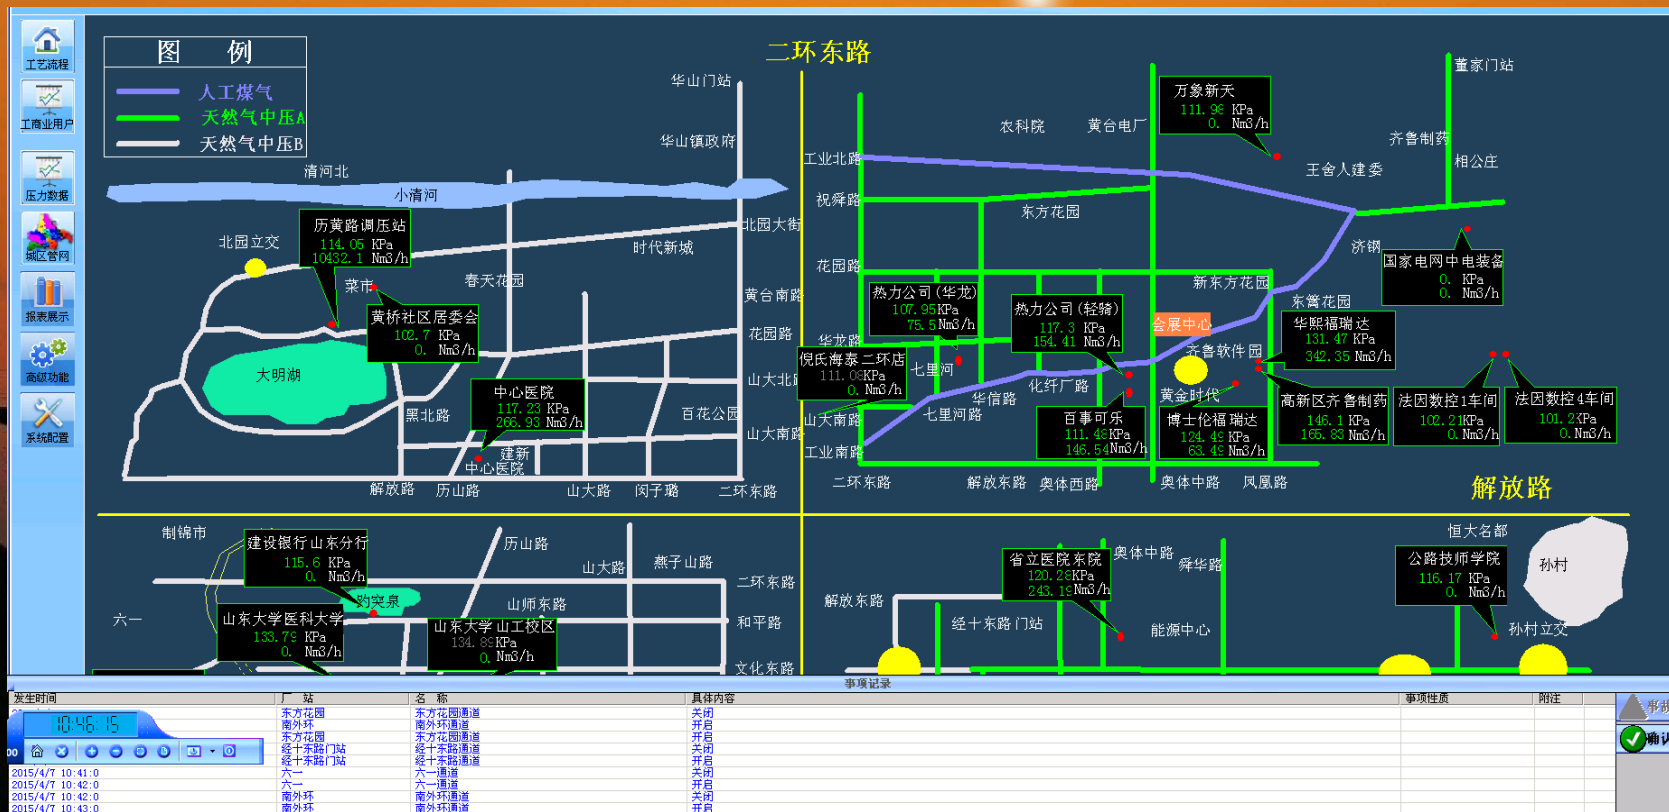 工艺流程
工商业用户
压力数据
城区管网
报表展示
高级功能
系统配置
图 例
人工煤气
天然气中压A
天然气中压B
二环东路
华山门站
华山镇政府
清河北
小清河
历黄路调压站
114.05 KPa
10432.1 Nm3/h
北园立交
北园大街
时代新城
春天花园
菜市
黄台南路
黄桥社区居委会
102.7 KPa
0. Nm3/h
花园路
大明湖
山大北路
中心医院
117.23 KPa
266.93 Nm3/h
黑北路
百花公园
山大南路
建新
中心医院
解放路
历山路
山大路
闵子璐
二环东路
万象新天
111.98 KPa
0. Nm3/h
董家门站
农科院
黄台电厂
齐鲁制药
工业北路
王舍人建委
相公庄
祝舜路
东方花园
济钢
花园路
国家电网中电装备
0. KPa
0. Nm3/h
新东方花园
东篱花园
热力公司(华龙)
107.95KPa
75.5Nm3/h
热力公司(轻骑)
117.3 KPa
154.41 Nm3/h
会展中心
华熙福瑞达
131.47 KPa
342.35 Nm3/h
华龙路
倪氏海泰二环店
111.08KPa
0. Nm3/h
七里河
齐鲁软件园
化纤厂路
黄金时代
华信路
七里河路
山大南路
百事可乐
111.48KPa
146.54Nm3/h
博士伦福瑞达
124.49KPa
63.49Nm3/h
高新区齐鲁制药
146.1 KPa
165.83 Nm3/h
法因数控1车间
102.21KPa
0. Nm3/h
法因数控4车间
101.2KPa
0. Nm3/h
工业南路
二环东路
解放东路
奥体西路
奥体中路
凤凰路
解放路
制锦市
建设银行山东分行
115.6 KPa
0. Nm3/h
历山路
山大路
燕子山路
二环东路
趵突泉
山师东路
六一
山东大学医科大学
133.79 KPa
0. Nm3/h
山东大学山工校区
134.89KPa
0. Nm3/h
和平路
文化东路
恒大名都
省立医院东院
120.28KPa
243.19Nm3/h
奥体中路
舜华路
公路技师学院
116.17 KPa
0. Nm3/h
孙村
解放东路
经十东路门站
能源中心
孙村立交
事项记录
发生时间 厂 站 名 称 具体内容 事项性质 附注
东方花园 东方花园通道 关闭
南外环 南外环通道 开启
东方花园 东方花园通道 开启
经十东路门站 经十东路通道 关闭
经十东路门站 经十东路通道 开启
2015/4/7 10:41:0 六一 六一通道 关闭
2015/4/7 10:42:0 六一 六一通道 开启
2015/4/7 10:42:0 南外环 南外环通道 关闭
2015/4/7 10:43:0 南外环 南外环通道 开启
10:46:15
确认